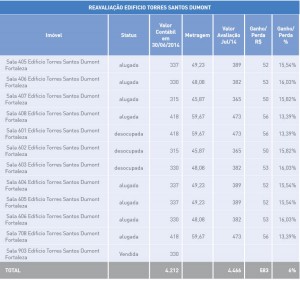 REAVALIAÇÃO EDIFICIO TORRES SANTOS DUMONT
Imóvel Status Valor Contábil em 30/06/2014 Metragem Valor Avaliação Jul/14 Ganho/Perda R$ Ganho/Perda %
Sala 405 Edifício Torres Santos Dumont Fortaleza alugada 337 69,23 389 52 15,54%
Sala 406 Edifício Torres Santos Dumont Fortaleza alugada 330 48,08 382 52 16,03%
Sala 407 Edifício Torres Santos Dumont Fortaleza alugada 315 45,87 365 50 15,82%
Sala 408 Edifício Torres Santos Dumont Fortaleza alugada 418 59,67 473 56 13,39%
Sala 601 Edifício Torres Santos Dumont Fortaleza desocupada 418 59,67 473 56 13,39%
Sala 602 Edifício Torres Santos Dumont Fortaleza desocupada 315 45,87 365 50 15,82%
Sala 603 Edifício Torres Santos Dumont Fortaleza desocupada 330 48,08 382 53 16,03%
Sala 604 Edifício Torres Santos Dumont Fortaleza alugada 337 69,23 389 52 15,54%
Sala 605 Edifício Torres Santos Dumont Fortaleza alugada 337 69,23 389 52 15,54%
Sala 606 Edifício Torres Santos Dumont Fortaleza alugada 330 48,08 382 53 16,03%
Sala 708 Edifício Torres Santos Dumont Fortaleza alugada 418 59,67 473 56 13,39%
Sala 903 Edifício Torres Santos Dumont Fortaleza Vendida 330
TOTAL 4.212 4.466 583 6%